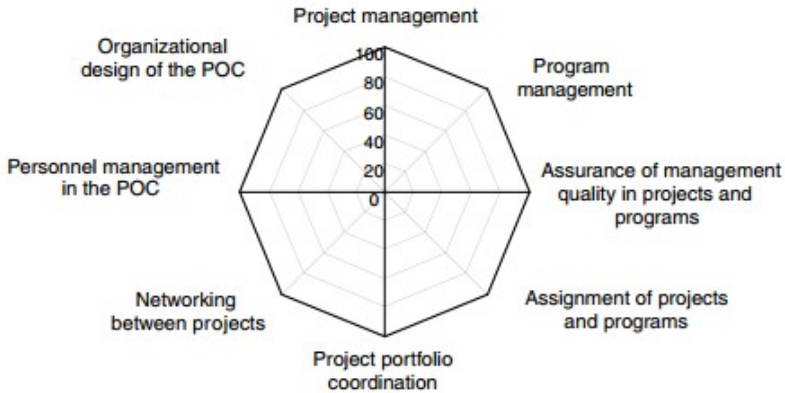 Project management
Organizational
design of the POC
Program
management
100
80
60
40
20
0
Personnel management
in the POC
Assurance of management
quality in projects and
programs
Networking
between projects
Assignment of projects
and programs
Project portfolio
coordination